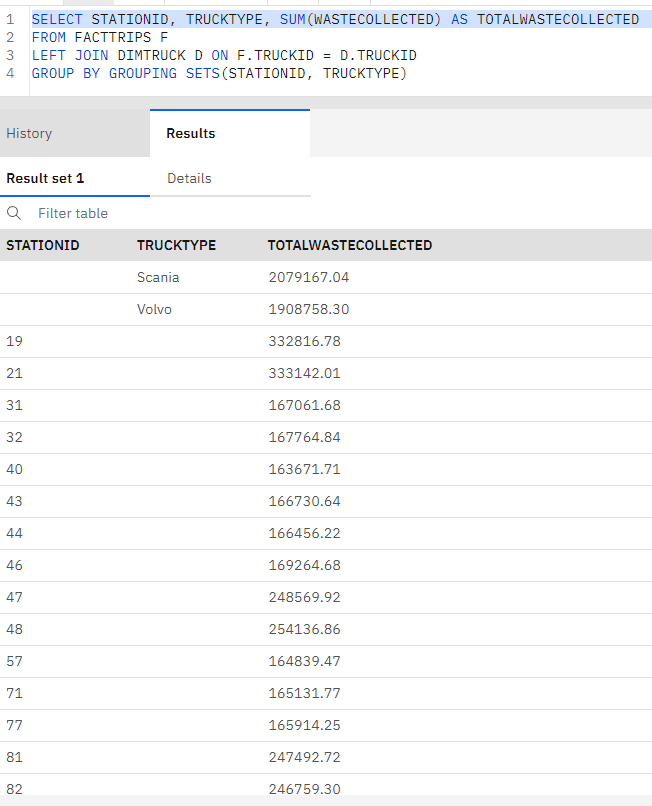 1 SELECT STATIONID, TRUCKTYPE, SUM(WASTECOLLECTED) AS TOTALWASTECOLLECTED
2 FROM FACTTRIPS F
3 LEFT JOIN DIMTRUCK D ON F.TRUCKID = D.TRUCKID
4 GROUP BY GROUPING SETS(STATIONID, TRUCKTYPE)
History Results
Result set 1 Details
Filter table
STATIONID TRUCKTYPE TOTALWASTECOLLECTED
Scania 2079167.04
Volvo 1908758.30
19 332816.78
21 333142.01
31 167061.68
32 167764.84
40 163671.71
43 166730.64
44 166456.22
46 169264.68
47 248569.92
48 254136.86
57 164839.47
71 165131.77
77 165914.25
81 247492.72
82 246759.30